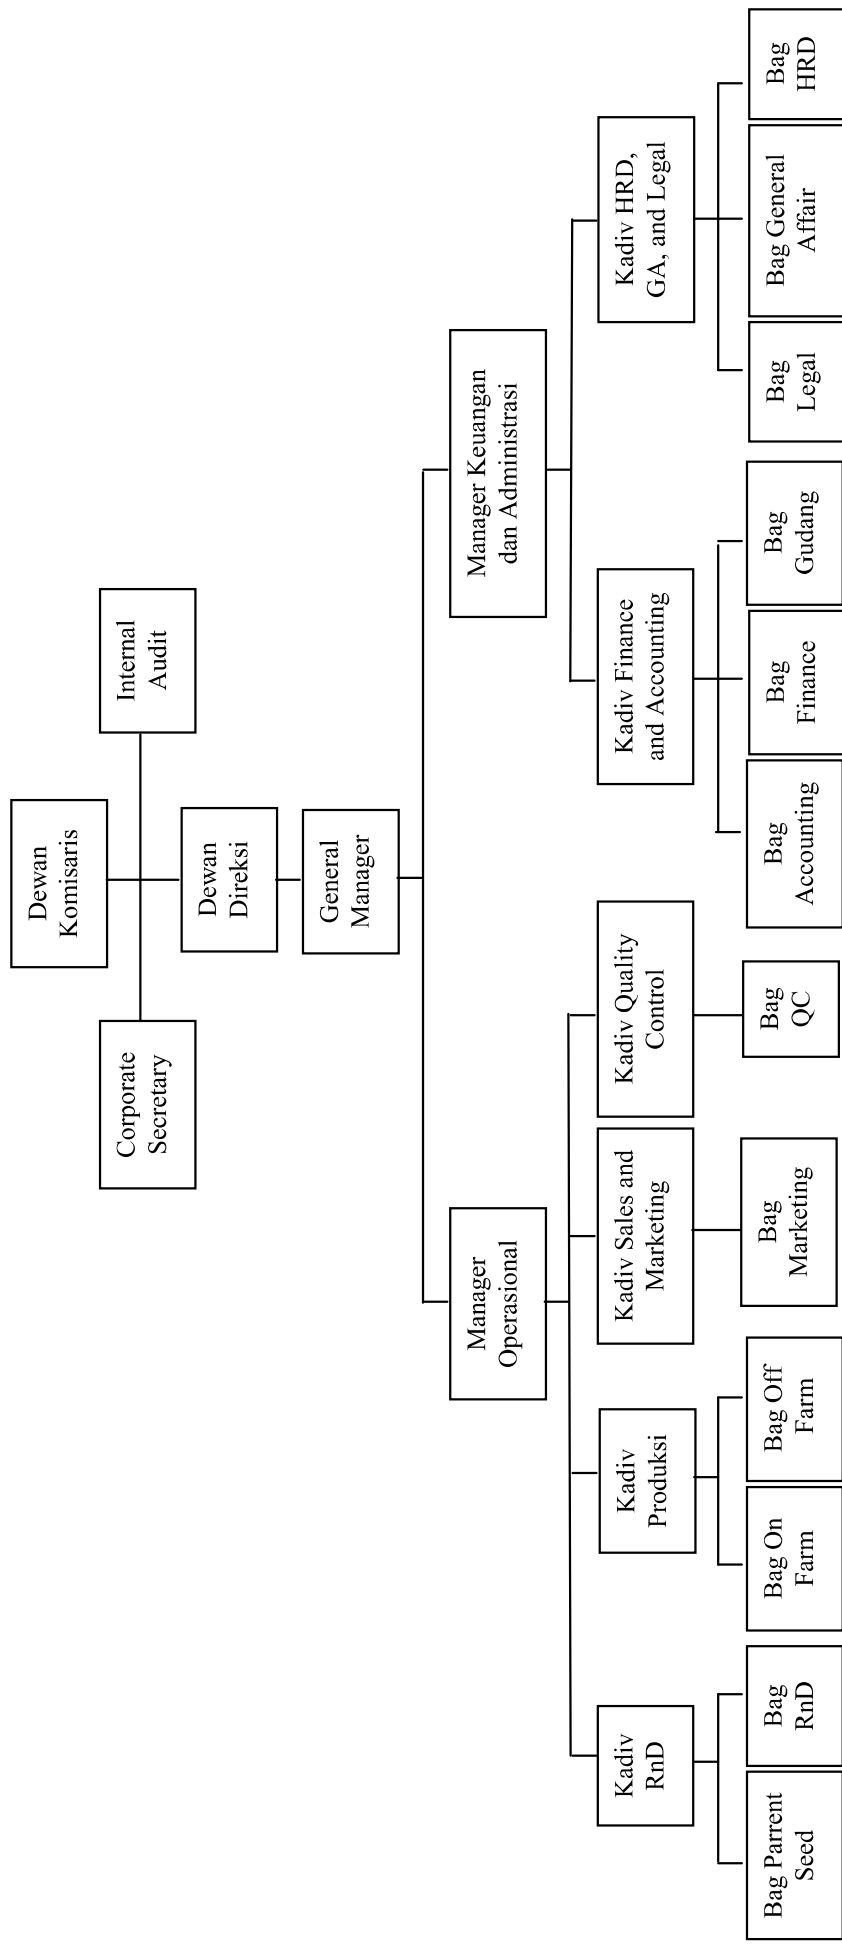 Dewan
Komisaris
Corporate
Secretary
Internal
Audit
Dewan
Direksi
General
Manager
Manager
Operasional
Manager Keuangan
dan Administrasi
Kadiv
RnD
Kadiv
Produksi
Kadiv Sales and
Marketing
Kadiv Quality
Control
Kadiv Finance
and Accounting
Kadiv HRD,
GA, and Legal
Bag Parrent
Seed
Bag
RnD
Bag On
Farm
Bag Off
Farm
Bag
Marketing
Bag
QC
Bag
Accounting
Bag
Finance
Bag
Gudang
Bag
Legal
Bag General
Affair
Bag
HRD